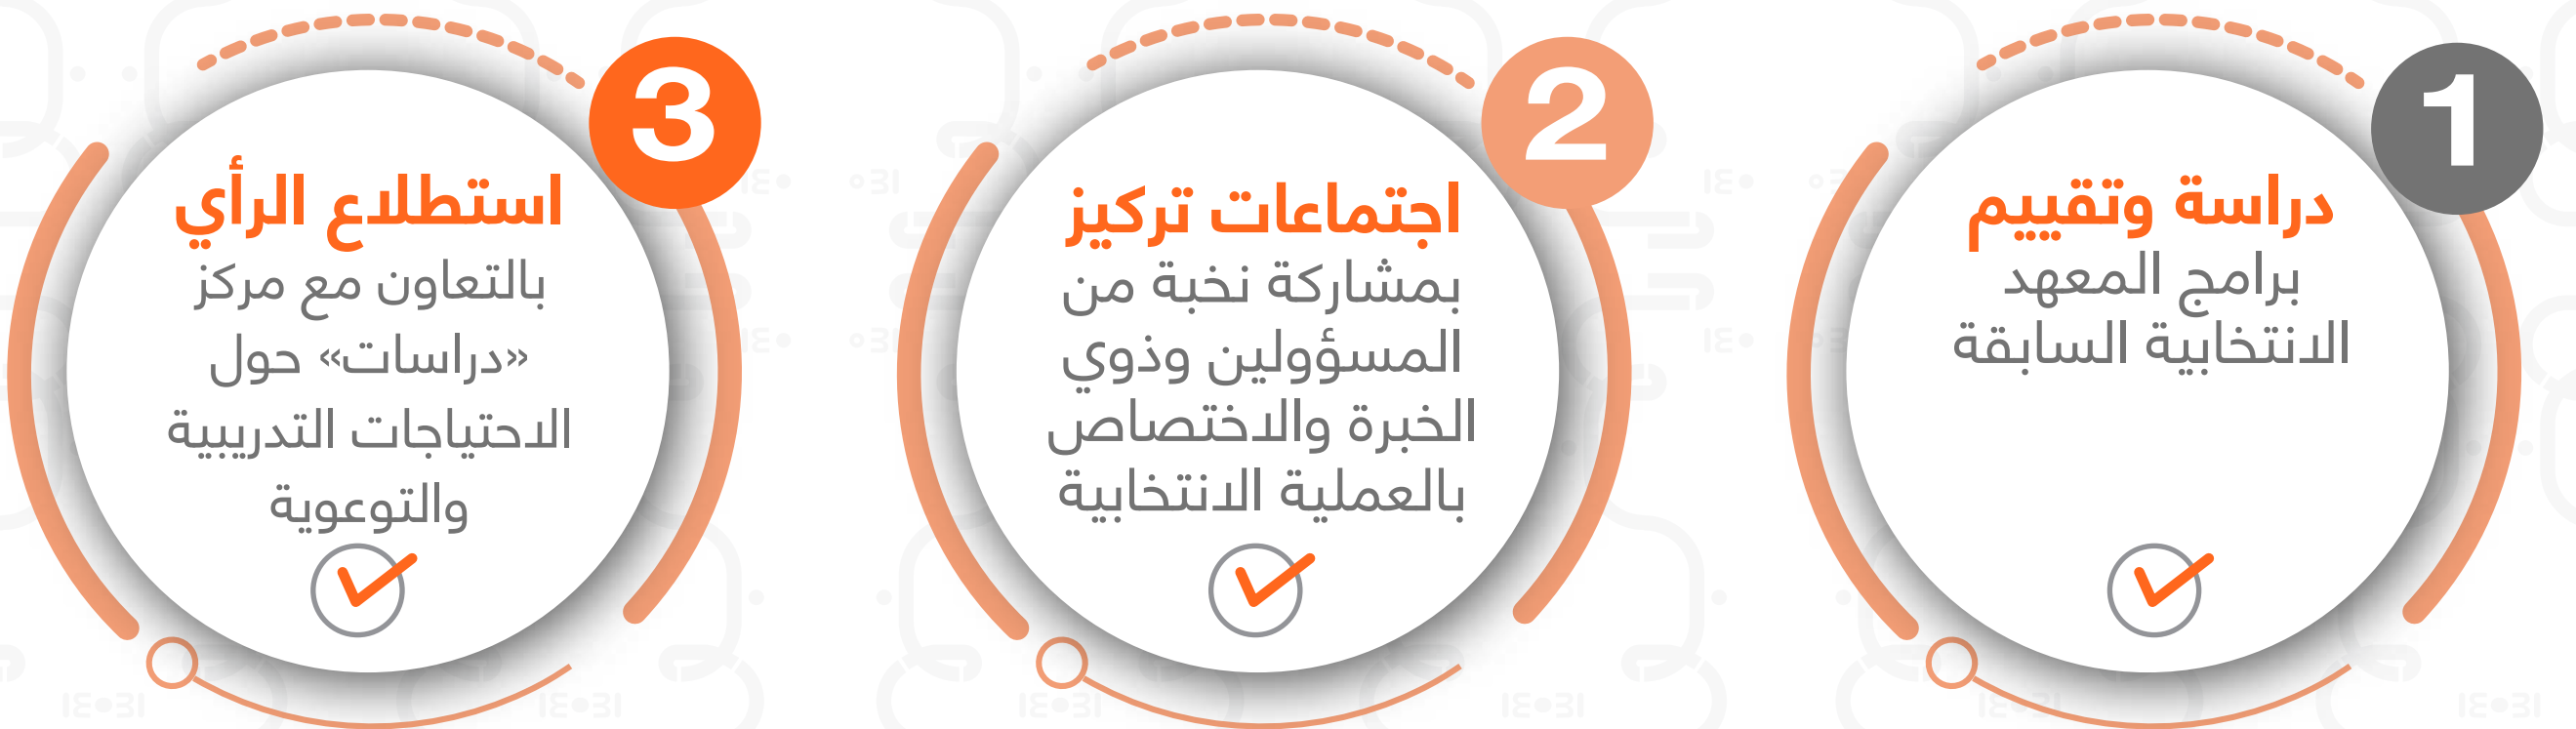 1
دراسة وتقييم
برامج المعهد
الانتخابية السابقة
2
اجتماعات تركيز
بمشاركة نخبة من
المسؤولين وذوي
الخبرة والاختصاص
بالعملية الانتخابية
3
استطلاع الرأي
بالتعاون مع مركز
«دراسات» حول
الاحتياجات التدريبية
والتوعوية